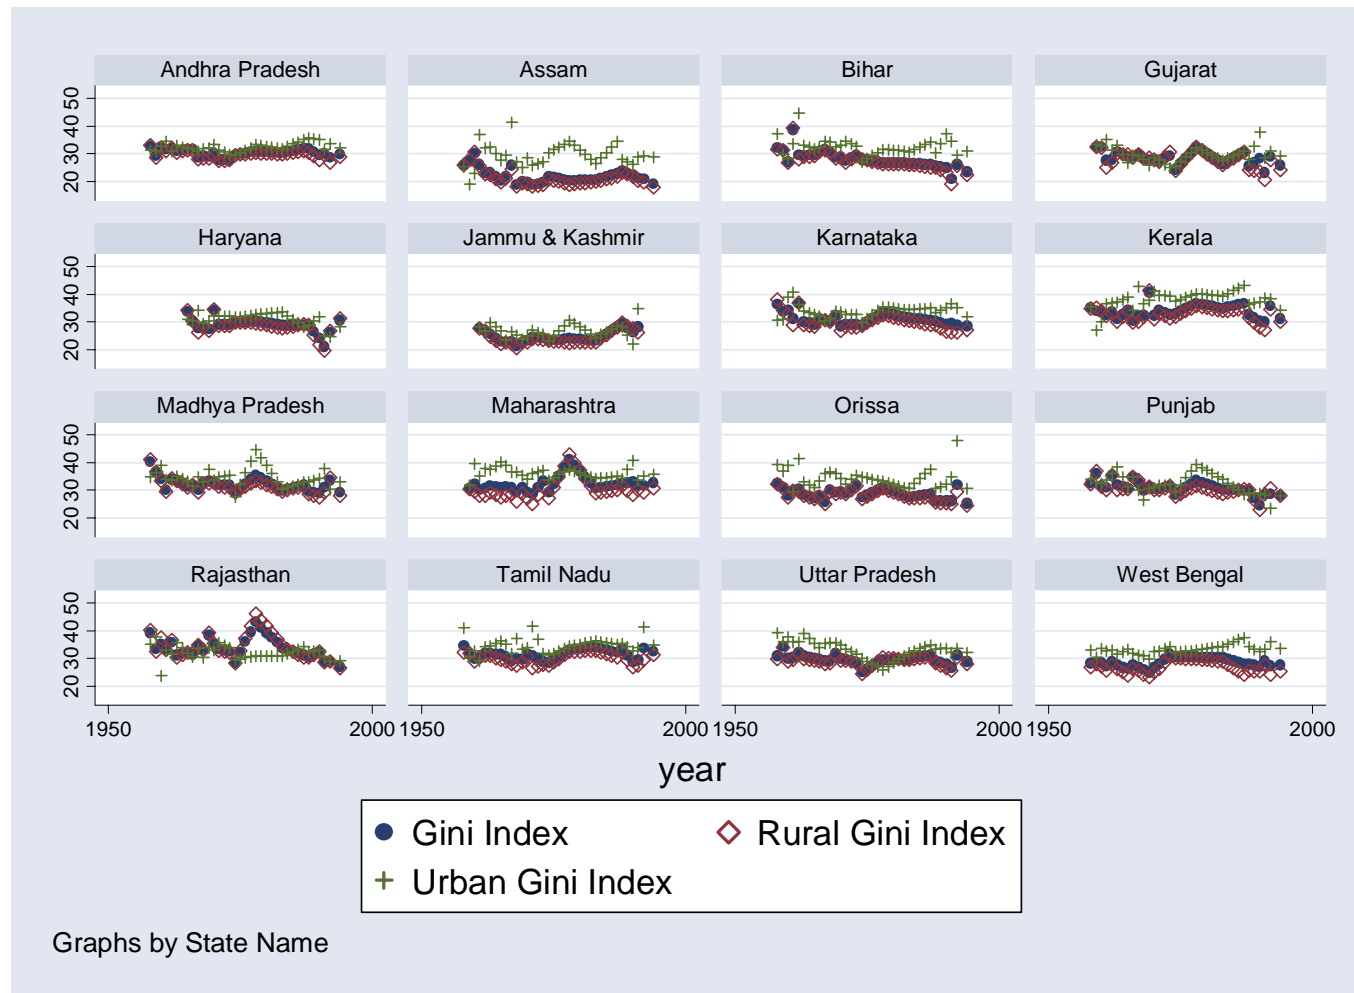 Andhra Pradesh Assam Bihar Gujarat
50
40
30
20
Haryana Jammu & Kashmir Karnataka Kerala
50
40
30
20
Madhya Pradesh Maharashtra Orissa Punjab
50
40
30
20
Rajasthan Tamil Nadu Uttar Pradesh West Bengal
50
40
30
20
1950 2000 1950 2000 1950 2000 1950 2000
year
Gini Index Rural Gini Index
Urban Gini Index
Graphs by State Name